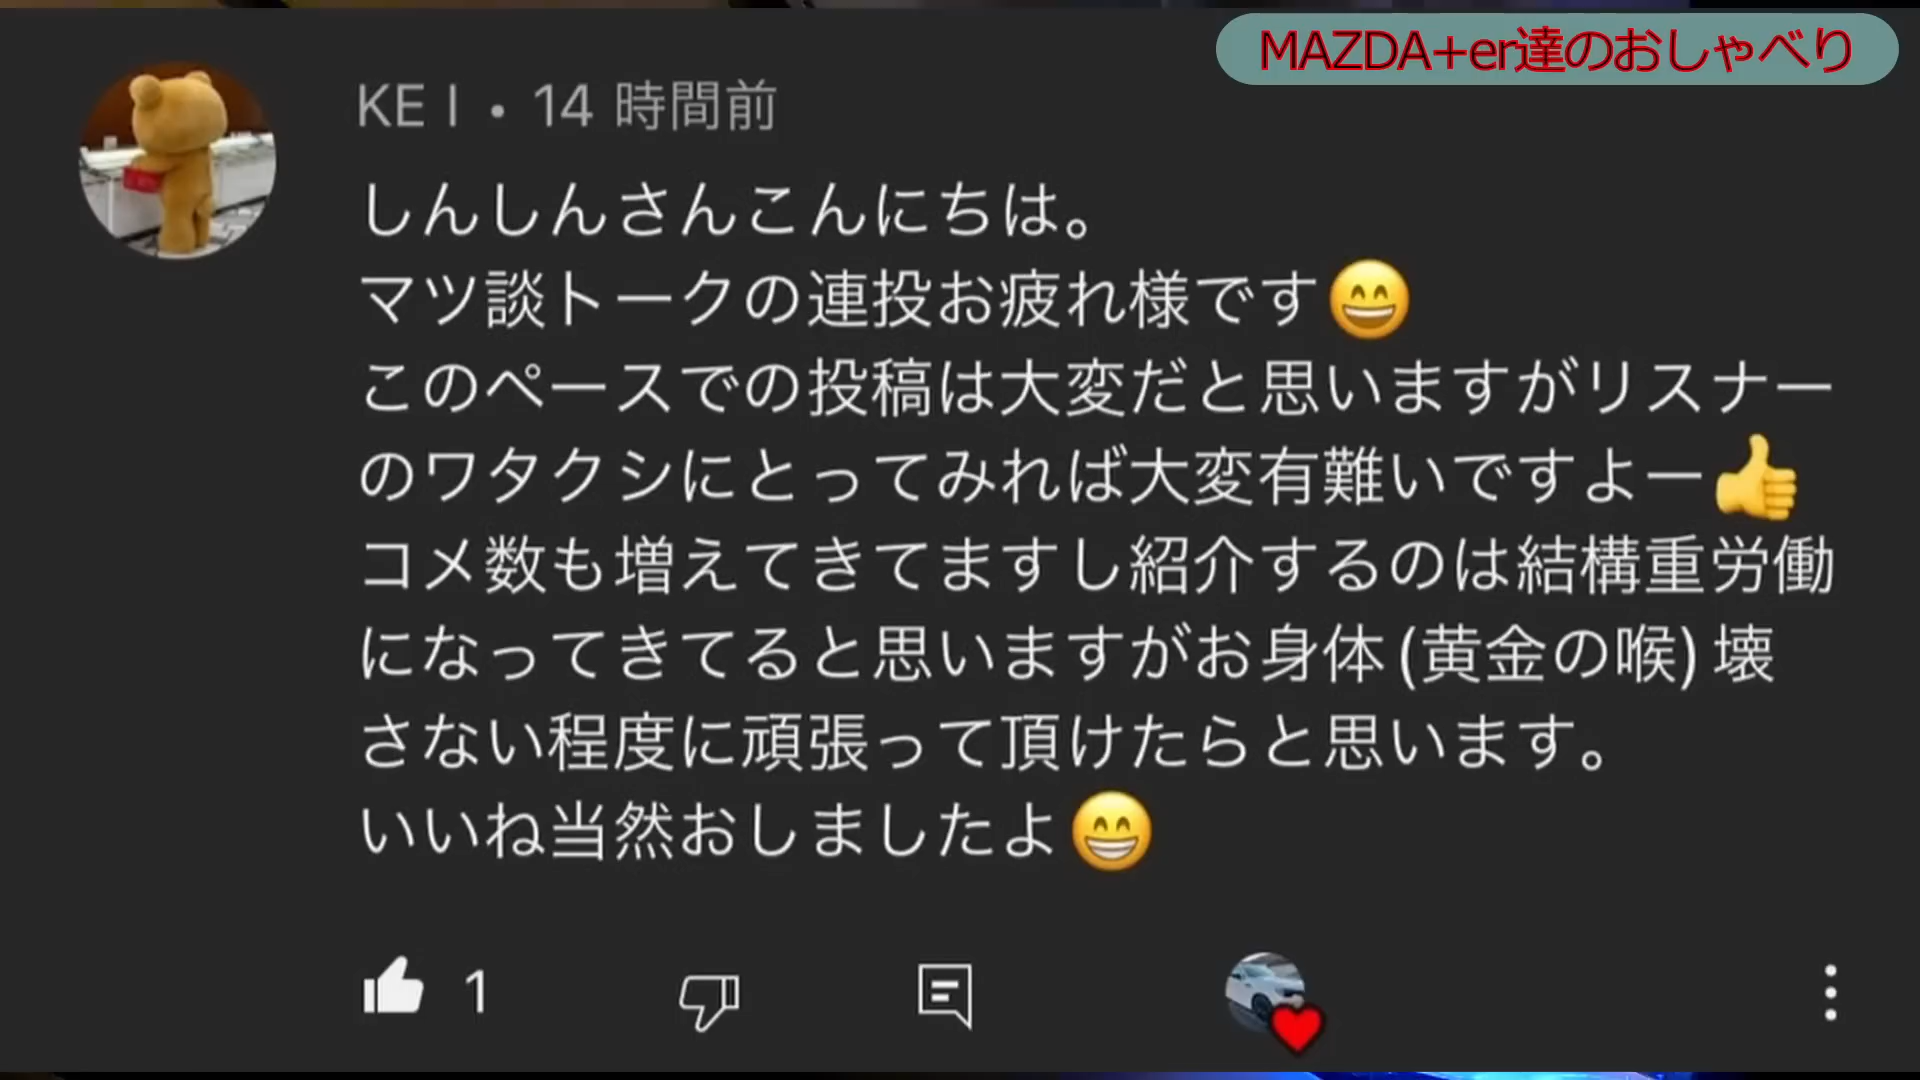 MAZDA+er達のおしゃべり
KE I • 14 時間前
しんしんさんこんにちは。
マツ談トークの連投お疲れ様です😄
このペースでの投稿は大変だと思いますがリスナー
のワタクシにとってみれば大変有難いですよー👍
コメ数も増えてきてますし紹介するのは結構重労働
になってきてると思いますがお身体(黄金の喉)壊
さない程度に頑張って頂けたらと思います。
いいね当然おしましたよ😁
1